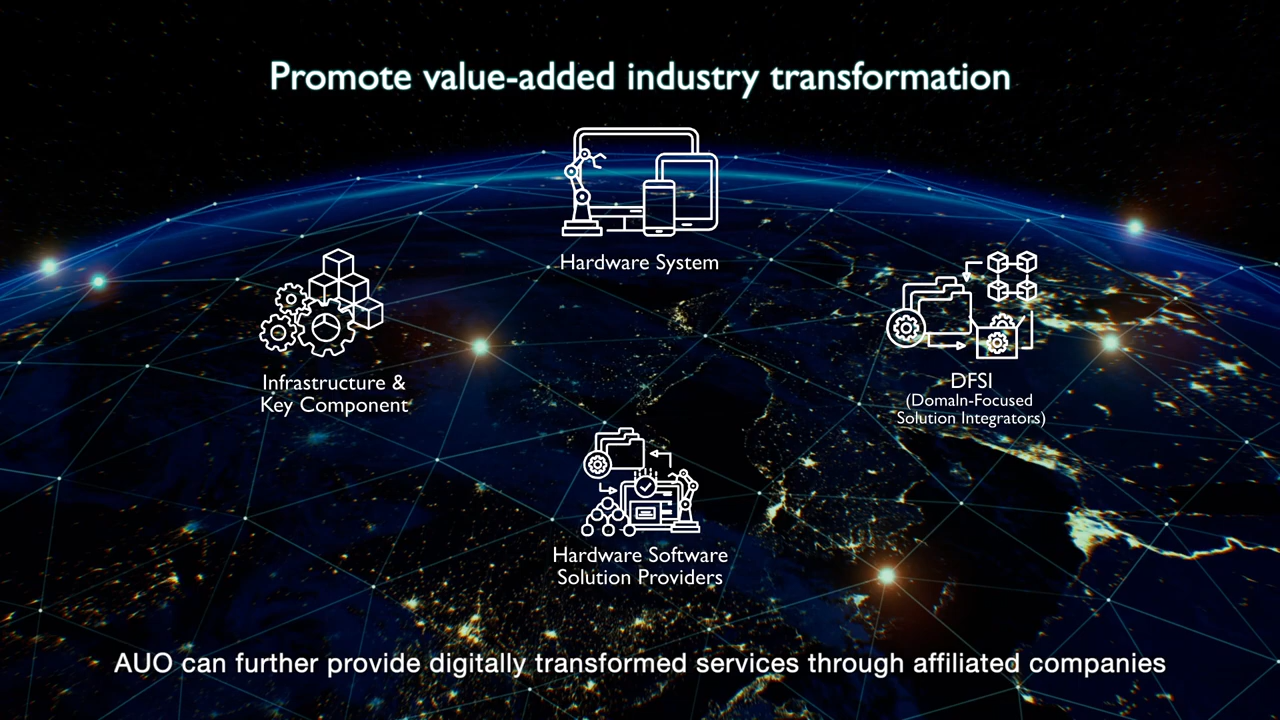 Promote value-added industry transformation
Hardware System
Infrastructure &
Key Component
DFSI
(Domain-Focused
Solution Integrators)
Hardware Software
Solution Providers
AUO can further provide digitally transformed services through affiliated companies